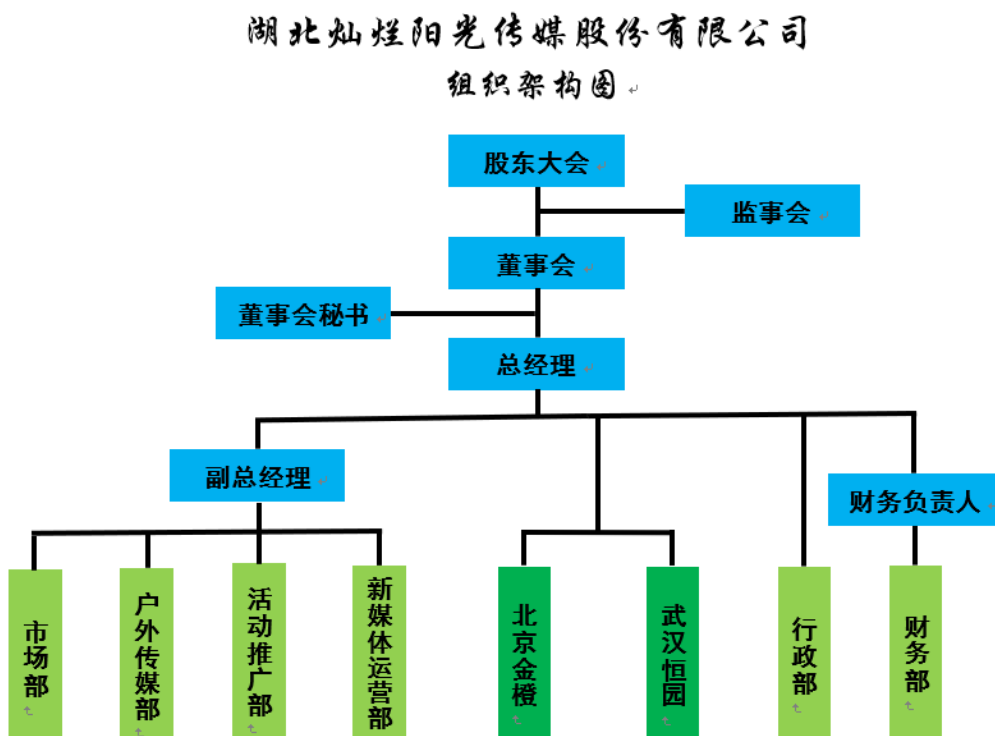 湖北灿烂阳光传媒股份有限公司
组织架构图
股东大会
监事会
董事会
董事会秘书
总经理
副总经理
财务负责人
市场部
户外传媒部
活动推广部
新媒体运营部
北京金橙
武汉恒园
行政部
财务部